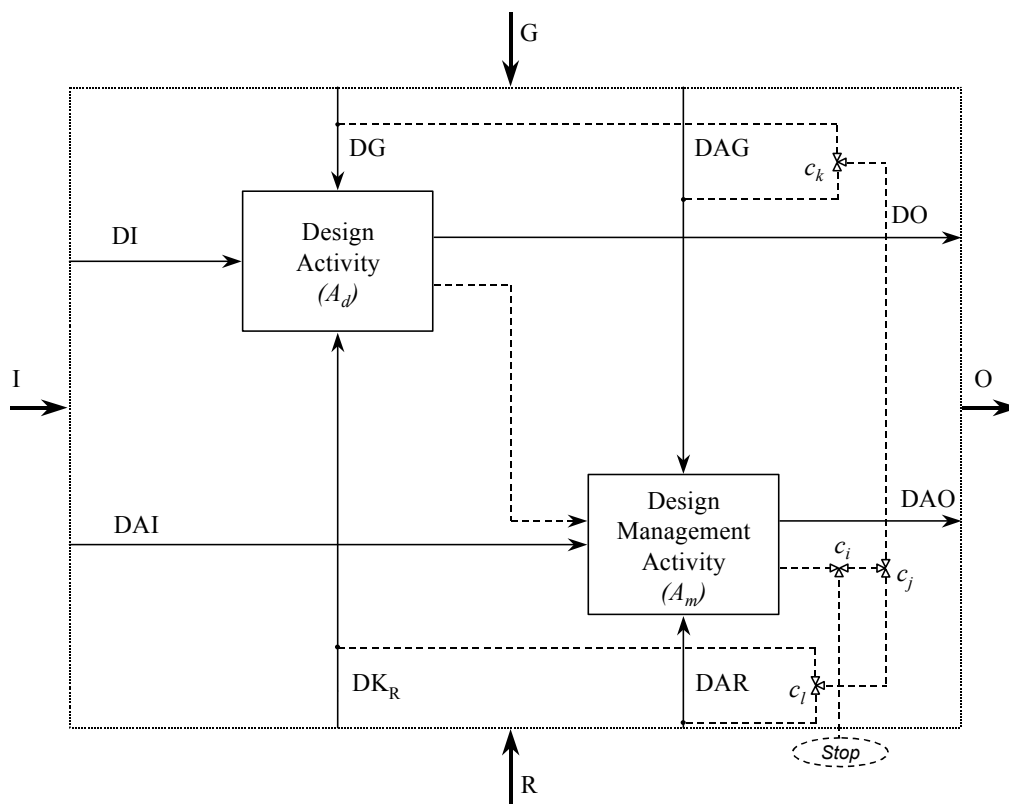 G
DG
DAG
c_k
DO
DI
Design
Activity
(A_d)
I
O
DAI
Design
Management
Activity
(A_m)
DAO
c_i
c_j
DK_R
DAR
c_l
Stop
R